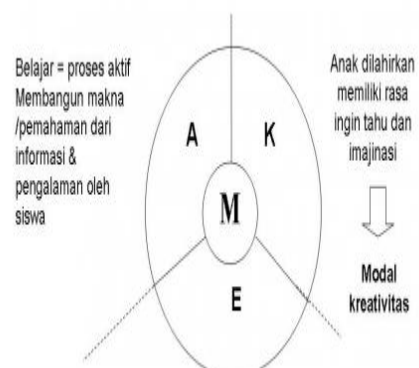 Belajar = proses aktif
Membangun makna
/pemahaman dari
informasi &
pengalaman oleh
siswa
A
K
M
E
Anak dilahirkan
memiliki rasa
ingin tahu dan
imajinasi
Modal
kreativitas